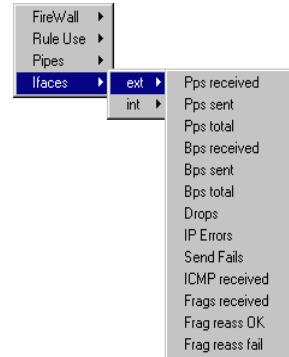 FireWall
Rule Use
Pipes
Ifaces
ext
int
Pps received
Pps sent
Pps total
Bps received
Bps sent
Bps total
Drops
IP Errors
Send Fails
ICMP received
Frags received
Frag reass OK
Frag reass fail